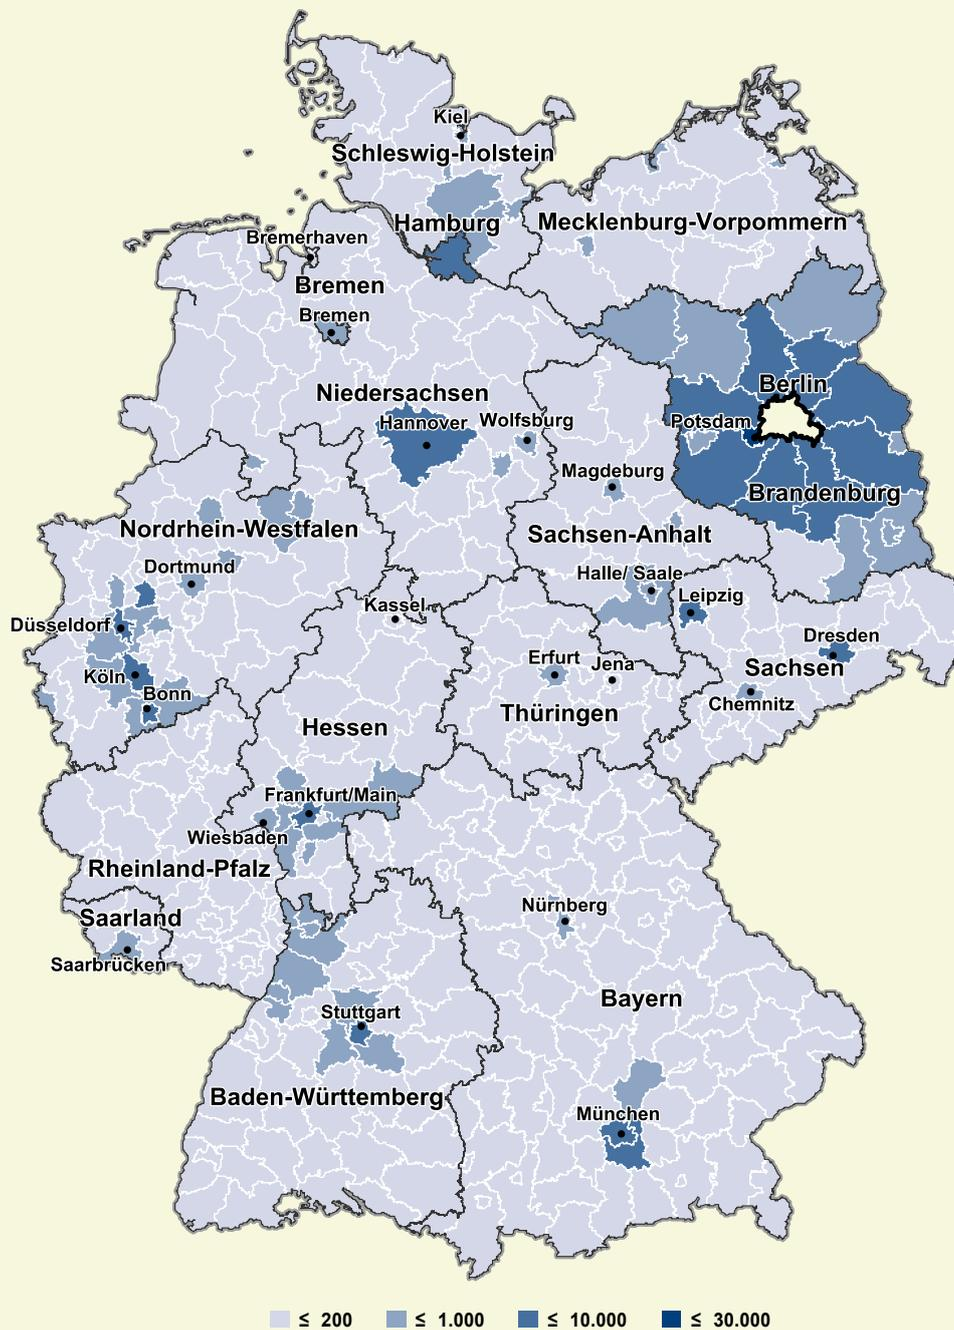 Kiel
Schleswig-Holstein
Hamburg
Mecklenburg-Vorpommern
Bremerhaven
Bremen
Bremen
Niedersachsen
Berlin
Hannover
Wolfsburg
Potsdam
Magdeburg
Brandenburg
Nordrhein-Westfalen
Sachsen-Anhalt
Dortmund
Halle/ Saale
Leipzig
Kassel
Düsseldorf
Dresden
Erfurt
Jena
Sachsen
Köln
Bonn
Chemnitz
Hessen
Thüringen
Frankfurt/Main
Wiesbaden
Rheinland-Pfalz
Nürnberg
Saarland
Saarbrücken
Bayern
Stuttgart
Baden-Württemberg
München
≤ 200 ≤ 1.000 ≤ 10.000 ≤ 30.000